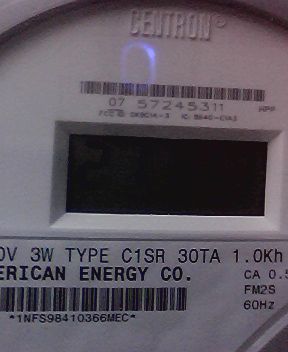 CENTRON®
07 57245311
0V 3W TYPE C1SR 30TA 1.0Kh
ERICAN ENERGY CO.
CA 0.5
FM2S
60Hz
*1NFS98410366MEC*